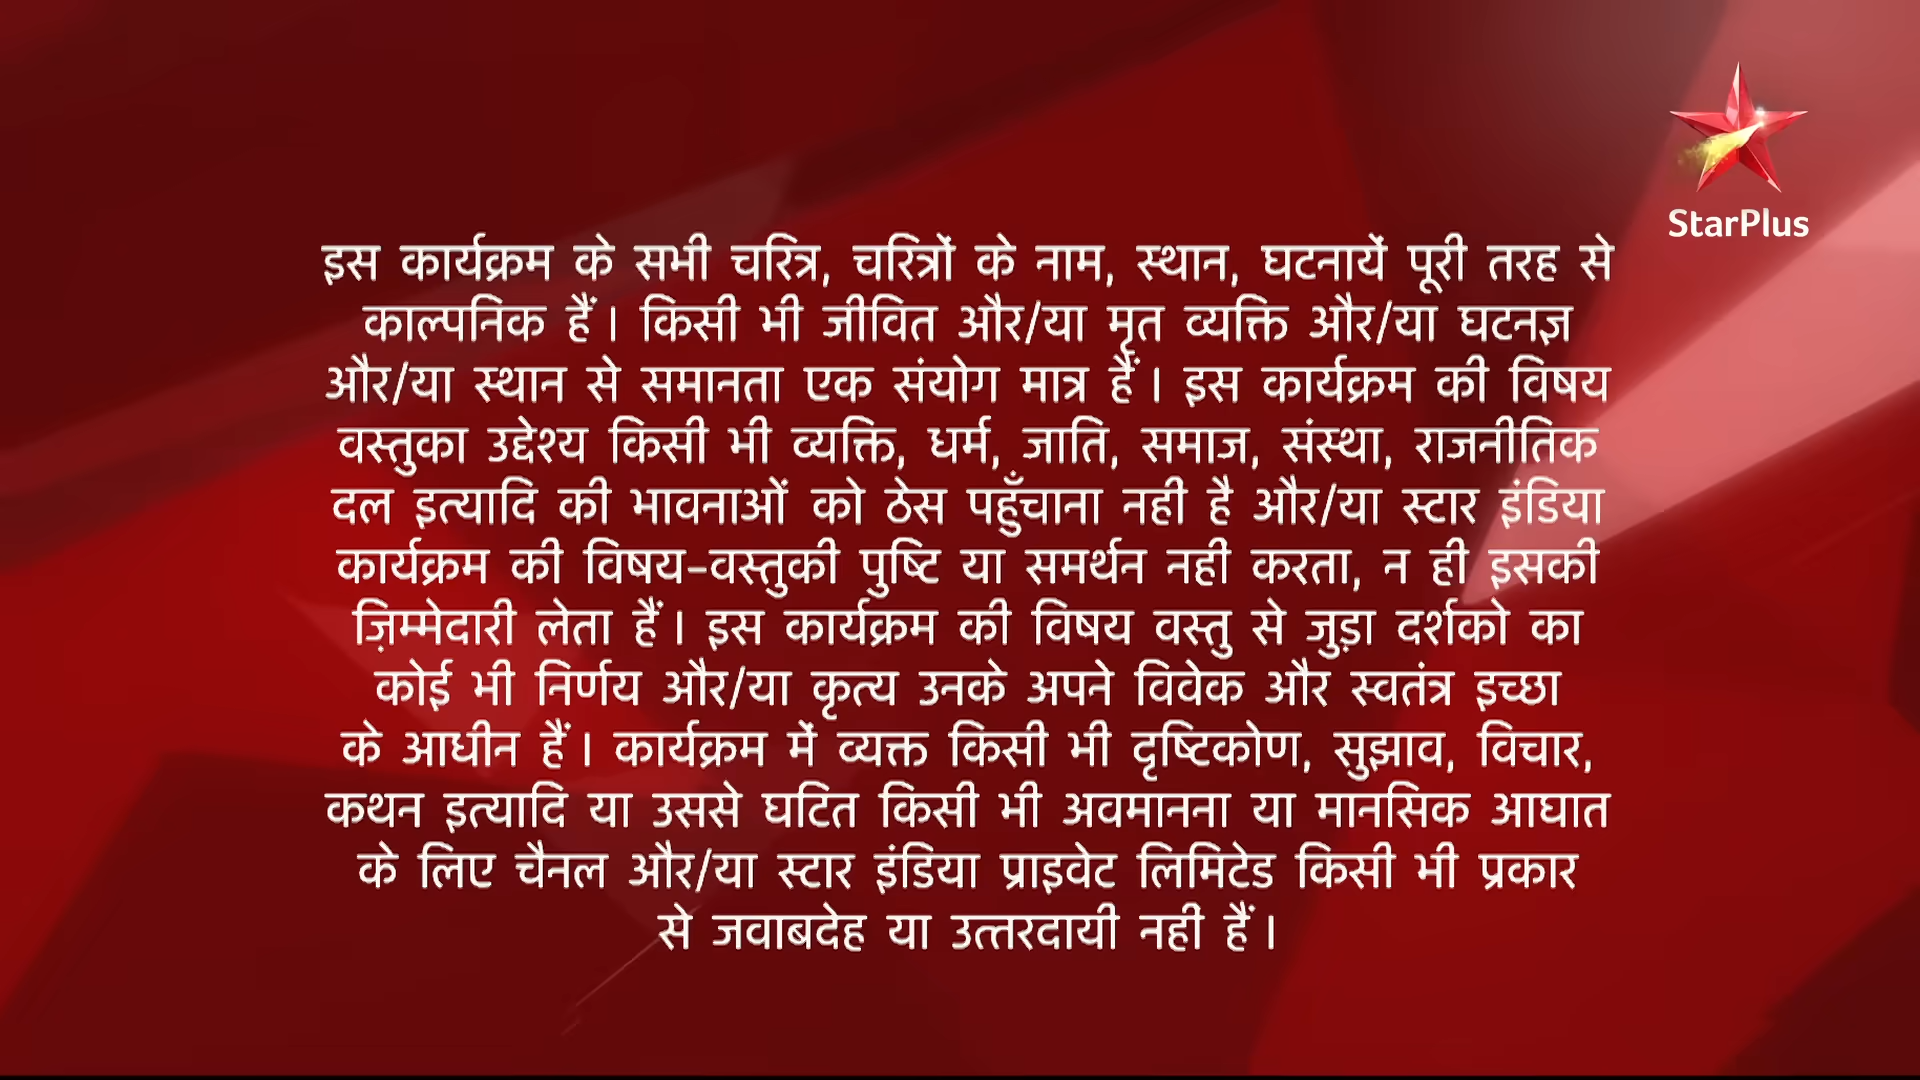 StarPlus
इस कार्यक्रम के सभी चरित्र, चरित्रों के नाम, स्थान, घटनायें पूरी तरह से
काल्पनिक हैं। किसी भी जीवित और/या मृत व्यक्ति और/या घटनज्ञ
और/या स्थान से समानता एक संयोग मात्र हैं। इस कार्यक्रम की विषय
वस्तुका उद्देश्य किसी भी व्यक्ति, धर्म, जाति, समाज, संस्था, राजनीतिक
दल इत्यादि की भावनाओं को ठेस पहुँचाना नही है और/या स्टार इंडिया
कार्यक्रम की विषय-वस्तुकी पुष्टि या समर्थन नही करता, न ही इसकी
ज़िम्मेदारी लेता हैं। इस कार्यक्रम की विषय वस्तु से जुड़ा दर्शको का
कोई भी निर्णय और/या कृत्य उनके अपने विवेक और स्वतंत्र इच्छा
के आधीन हैं। कार्यक्रम में व्यक्त किसी भी दृष्टिकोण, सुझाव, विचार,
कथन इत्यादि या उससे घटित किसी भी अवमानना या मानसिक आघात
के लिए चैनल और/या स्टार इंडिया प्राइवेट लिमिटेड किसी भी प्रकार
से जवाबदेह या उत्तरदायी नही हैं।